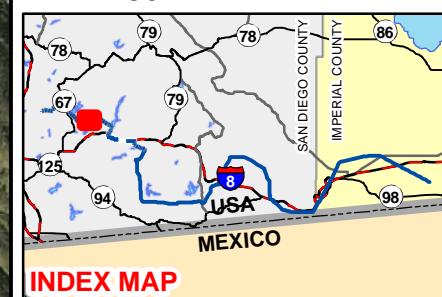 79
78
78
86
SAN DIEGO COUNTY
IMPERIAL COUNTY
67
79
125
8
94
USA
98
MEXICO
INDEX MAP